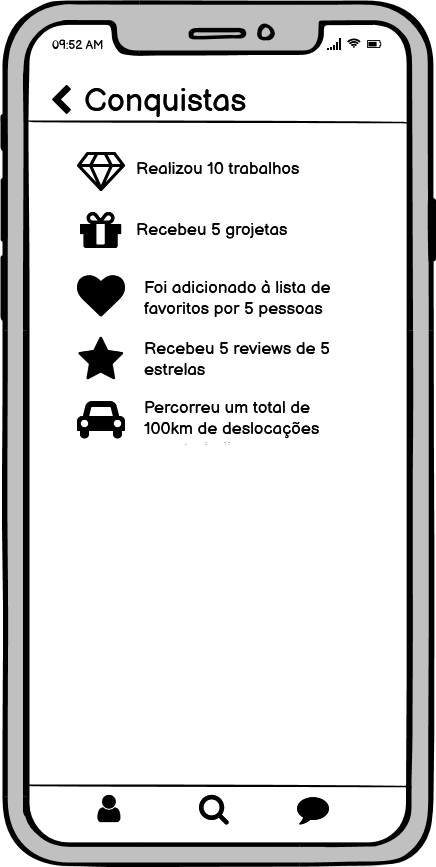 09:52 AM
Conquistas
Realizou 10 trabalhos
Recebeu 5 grojetas
Foi adicionado à lista de
favoritos por 5 pessoas
Recebeu 5 reviews de 5
estrelas
Percorreu um total de
100km de deslocações